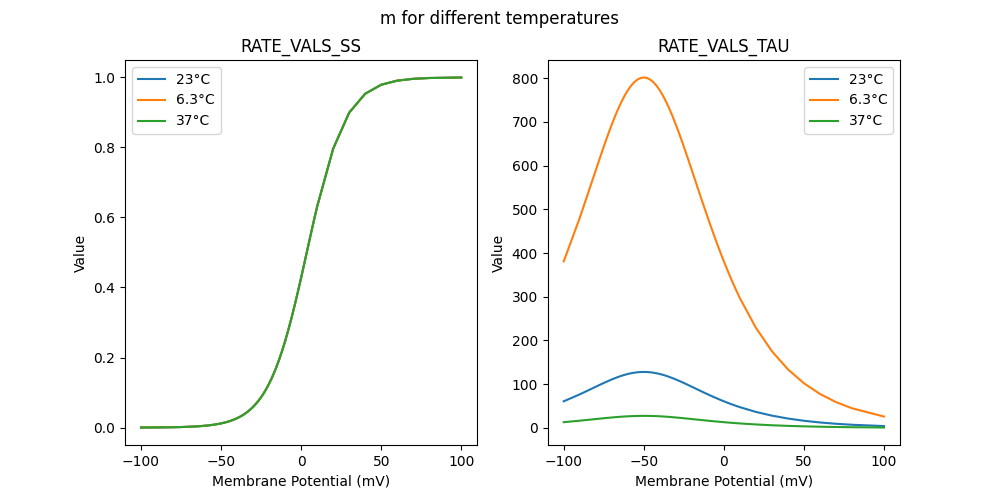 m for different temperatures
RATE_VALS_SS
RATE_VALS_TAU
1.0
0.8
0.6
0.4
0.2
0.0
Value
23°C
6.3°C
37°C
−100
−50
0
50
100
Membrane Potential (mV)
800
700
600
500
400
300
200
100
0
Value
23°C
6.3°C
37°C
−100
−50
0
50
100
Membrane Potential (mV)